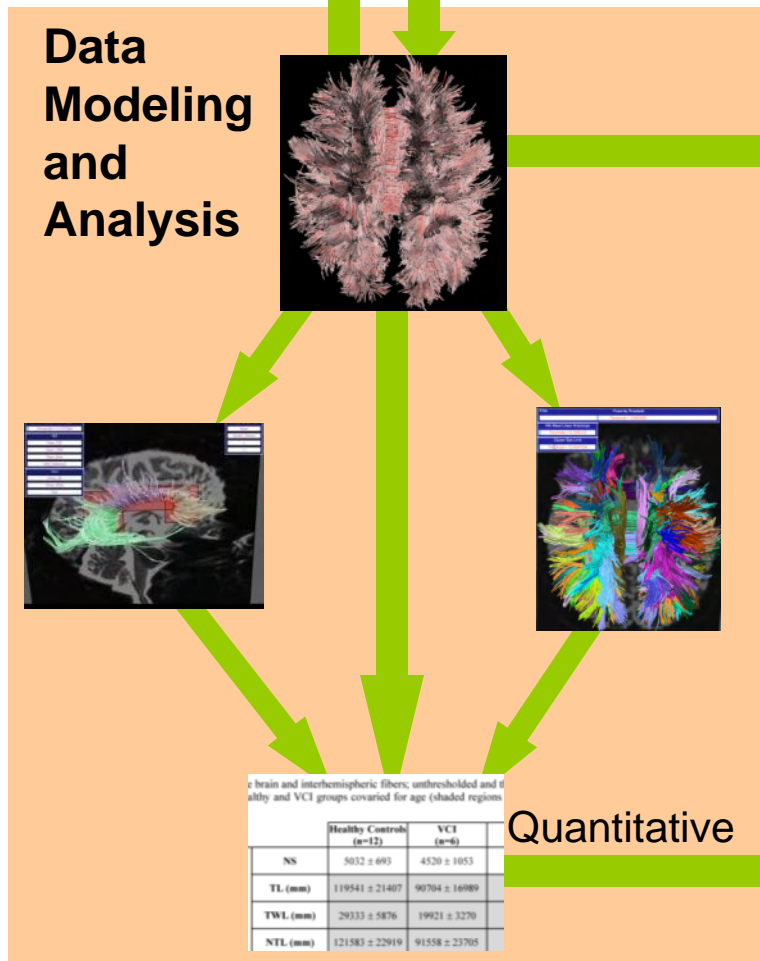 Data
Modeling
and
Analysis
e brain and interhemispheric fibers; unthresholded and th
althy and VCI groups covaried for age (shaded regions
Healthy Controls VCI
(n=12) (n=6)
NS 5032 ± 693 4520 ± 1053
TL (mm) 119541 ± 21407 90704 ± 16989
TWL (mm) 29333 ± 5876 19921 ± 3270
NTL (mm) 121583 ± 22919 91558 ± 23705
Quantitative